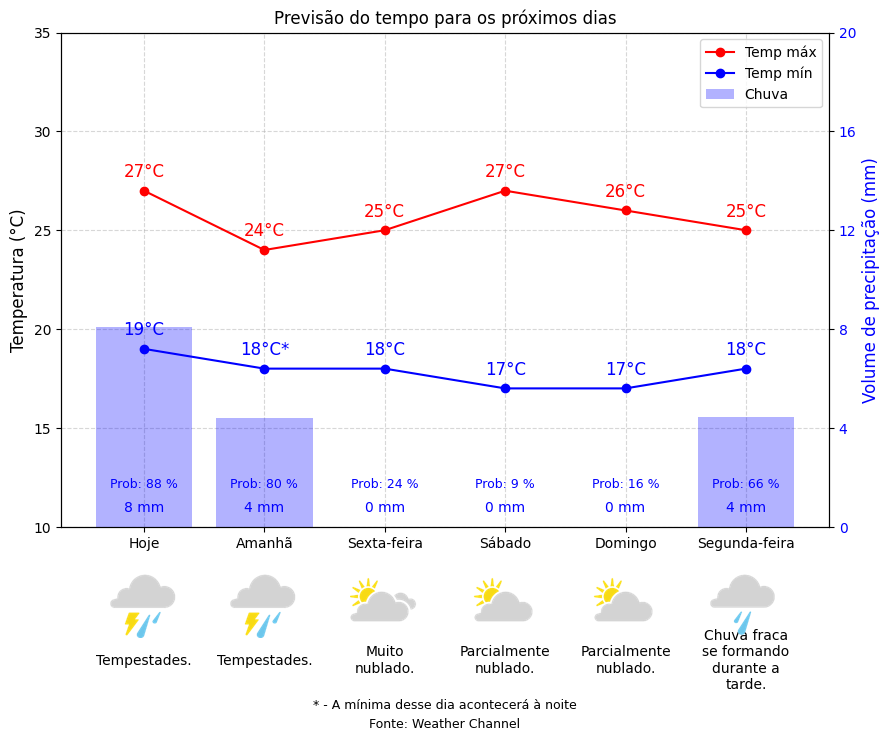 Previsão do tempo para os próximos dias
Temp máx
Temp mín
Chuva
Temperatura (°C)
Volume de precipitação (mm)
35
30
25
20
15
10
20
16
12
8
4
0
27°C
24°C
25°C
27°C
26°C
25°C
19°C
18°C*
18°C
17°C
17°C
18°C
Prob: 88 %
Prob: 80 %
Prob: 24 %
Prob: 9 %
Prob: 16 %
Prob: 66 %
8 mm
4 mm
0 mm
0 mm
0 mm
4 mm
Hoje
Amanhã
Sexta-feira
Sábado
Domingo
Segunda-feira
Tempestades.
Tempestades.
Muito
nublado.
Parcialmente
nublado.
Parcialmente
nublado.
Chuva fraca
se formando
durante a
tarde.
* - A mínima desse dia acontecerá à noite
Fonte: Weather Channel